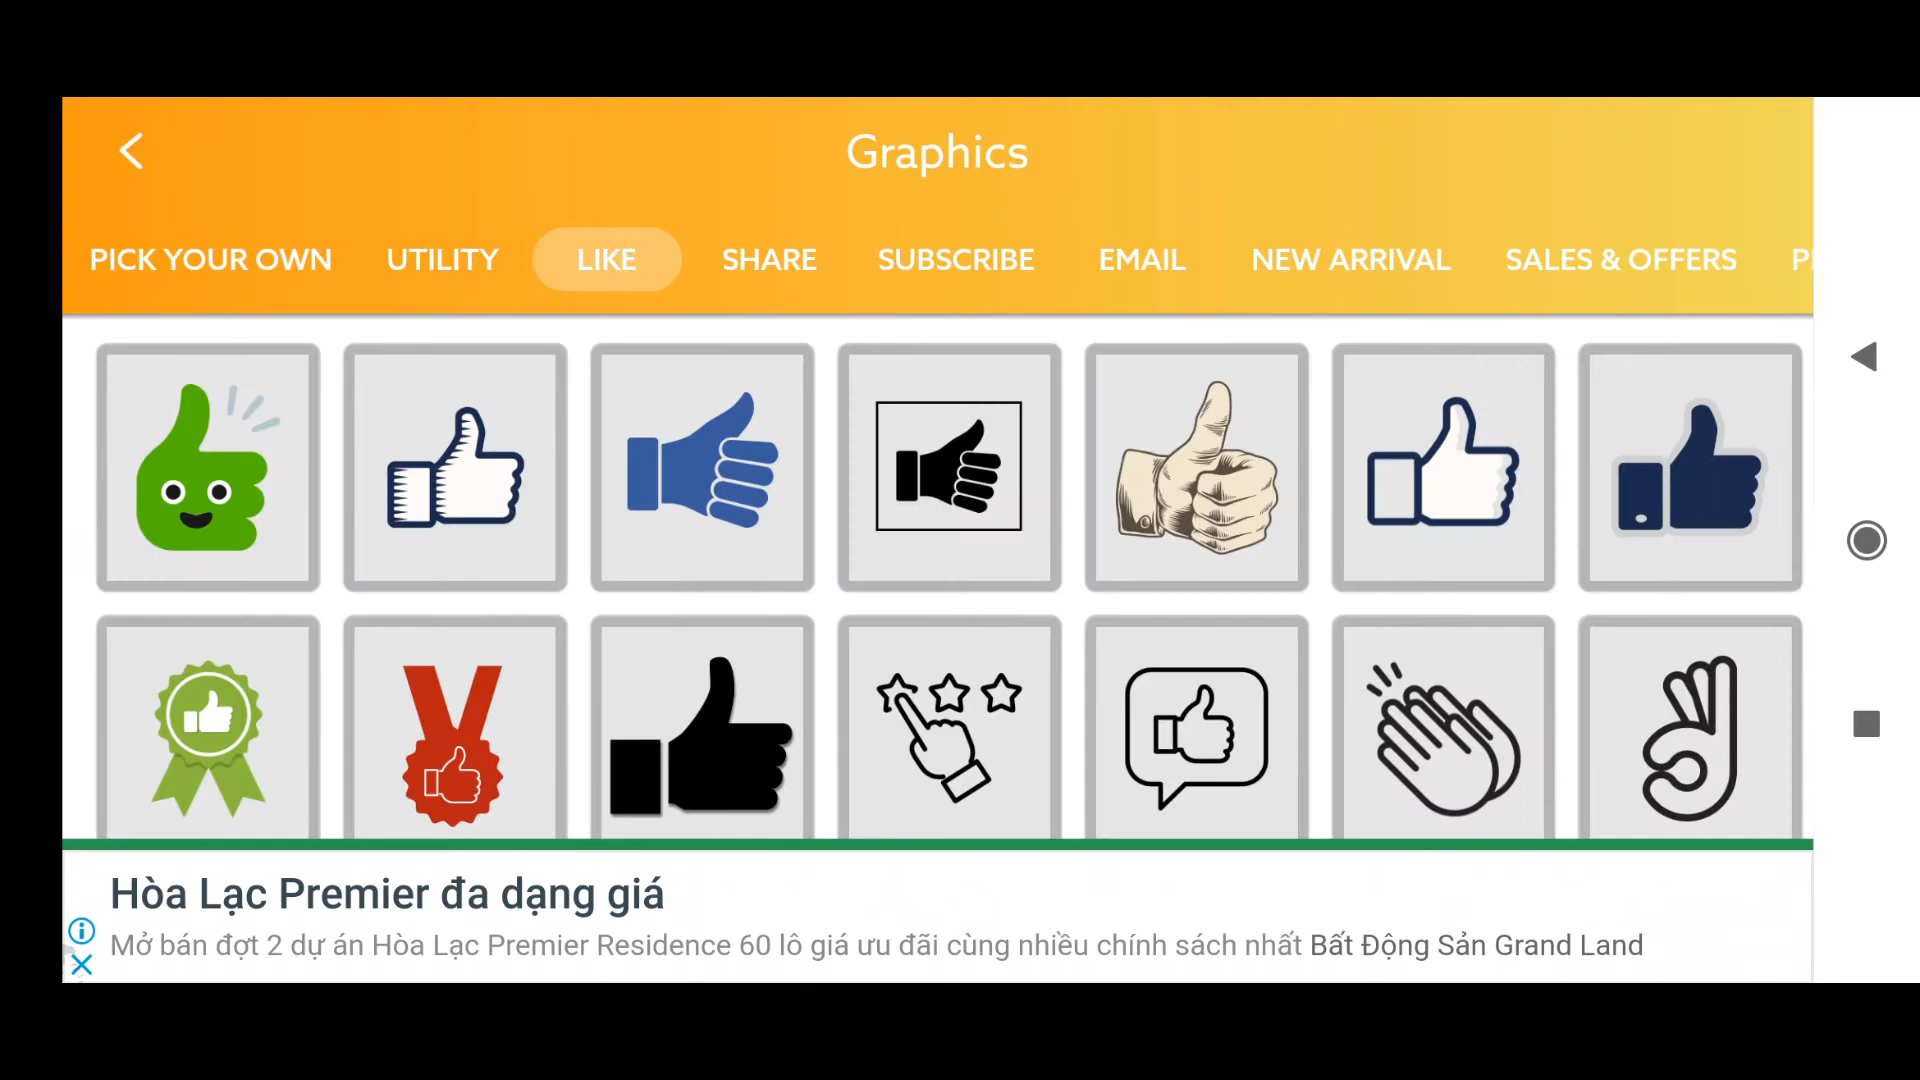 Graphics
PICK YOUR OWN UTILITY LIKE SHARE SUBSCRIBE EMAIL NEW ARRIVAL SALES & OFFERS
Hòa Lạc Premier đa dạng giá
Mở bán đợt 2 dự án Hòa Lạc Premier Residence 60 lô giá ưu đãi cùng nhiều chính sách nhất Bất Động Sản Grand Land